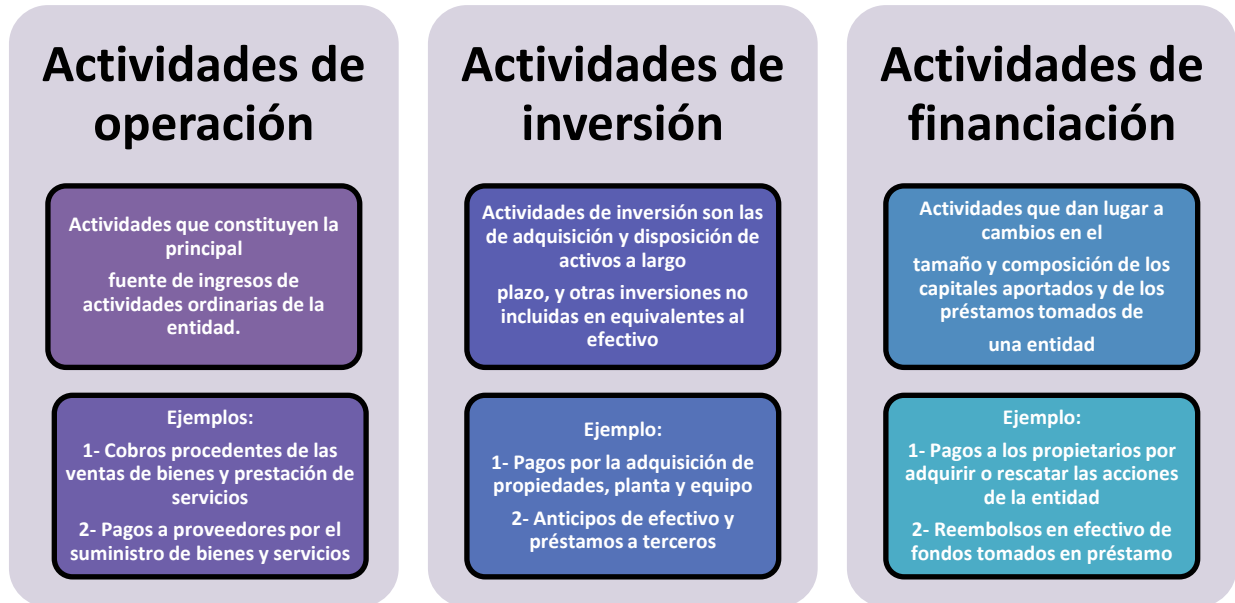 Actividades de
operación
Actividades que constituyen la
principal
fuente de ingresos de
actividades ordinarias de la
entidad.
Ejemplos:
1- Cobros procedentes de las
ventas de bienes y prestación de
servicios
2- Pagos a proveedores por el
suministro de bienes y servicios
Actividades de
inversión
Actividades de inversión son las
de adquisición y disposición de
activos a largo
plazo, y otras inversiones no
incluidas en equivalentes al
efectivo
Ejemplo:
1- Pagos por la adquisición de
propiedades, planta y equipo
2- Anticipos de efectivo y
préstamos a terceros
Actividades de
financiación
Actividades que dan lugar a
cambios en el
tamaño y composición de los
capitales aportados y de los
préstamos tomados de
una entidad
Ejemplo:
1- Pagos a los propietarios por
adquirir o rescatar las acciones
de la entidad
2- Reembolsos en efectivo de
fondos tomados en préstamo